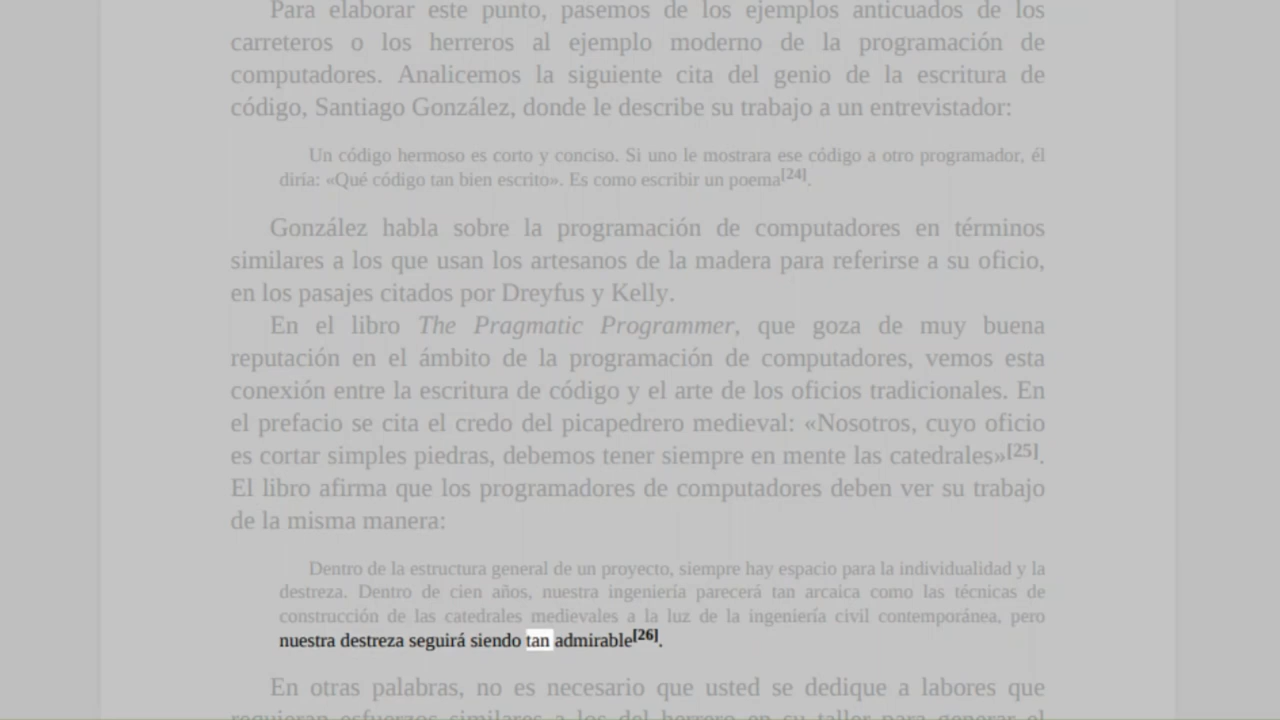 Para elaborar este punto, pasemos de los ejemplos anticuados de los
carreteros o los herreros al ejemplo moderno de la programación de
computadores. Analicemos la siguiente cita del genio de la escritura de
código, Santiago González, donde le describe su trabajo a un entrevistador:
Un código hermoso es corto y conciso. Si uno le mostrara ese código a otro programador, él
diría: «Qué código tan bien escrito». Es como escribir un poema[24].
González habla sobre la programación de computadores en términos
similares a los que usan los artesanos de la madera para referirse a su oficio,
en los pasajes citados por Dreyfus y Kelly.
En el libro The Pragmatic Programmer, que goza de muy buena
reputación en el ámbito de la programación de computadores, vemos esta
conexión entre la escritura de código y el arte de los oficios tradicionales. En
el prefacio se cita el credo del picapedrero medieval: «Nosotros, cuyo oficio
es cortar simples piedras, debemos tener siempre en mente las catedrales»[25].
El libro afirma que los programadores de computadores deben ver su trabajo
de la misma manera:
Dentro de la estructura general de un proyecto, siempre hay espacio para la individualidad y la
destreza. Dentro de cien años, nuestra ingeniería parecerá tan arcaica como las técnicas de
construcción de las catedrales medievales a la luz de la ingeniería civil contemporánea, pero
nuestra destreza seguirá siendo tan admirable[26].
En otras palabras, no es necesario que usted se dedique a labores que
requieran esfuerzos similares a los del herrero en su taller para generar el